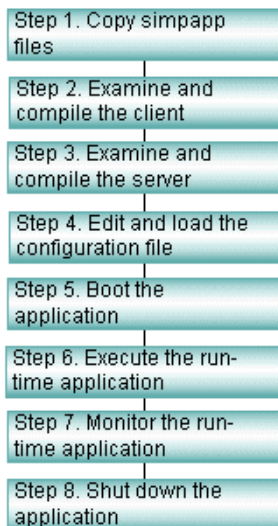 Step 1. Copy simpapp
files
Step 2. Examine and
compile the client
Step 3. Examine and
compile the server
Step 4. Edit and load the
configuration file
Step 5. Boot the
application
Step 6. Execute the run-
time application
Step 7. Monitor the run-
time application
Step 8. Shut down the
application